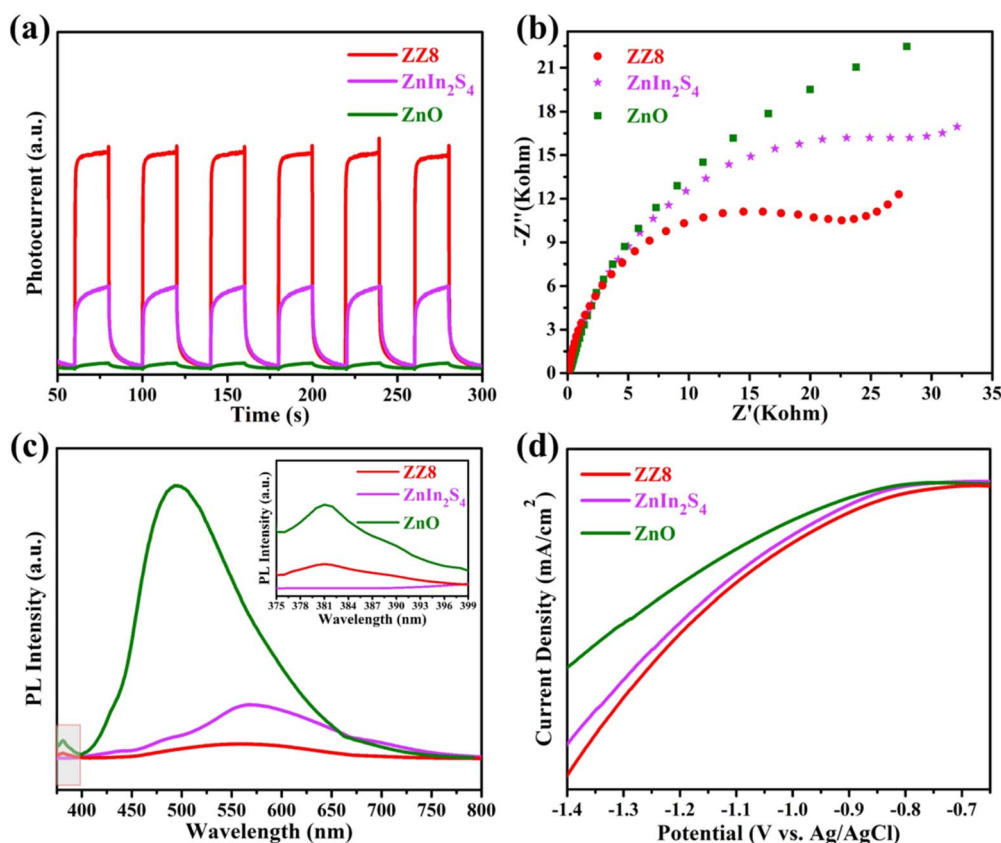 (a)
ZZ8
ZnIn₂S₄
ZnO
Photocurrent (a.u.)
50 100 150 200 250 300
Time (s)
(b)
ZZ8
ZnIn₂S₄
ZnO
-Z''(Kohm)
21
18
15
12
9
6
3
0
0 5 10 15 20 25 30 35
Z'(Kohm)
(c)
PL Intensity (a.u.)
400 450 500 550 600 650 700 750 800
Wavelength (nm)
ZZ8
ZnIn₂S₄
ZnO
PL Intensity (a.u.)
375 378 381 384 387 390 393 396 399
Wavelength (nm)
(d)
ZZ8
ZnIn₂S₄
ZnO
Current Density (mA/cm²)
-1.4 -1.3 -1.2 -1.1 -1.0 -0.9 -0.8 -0.7
Potential (V vs. Ag/AgCl)